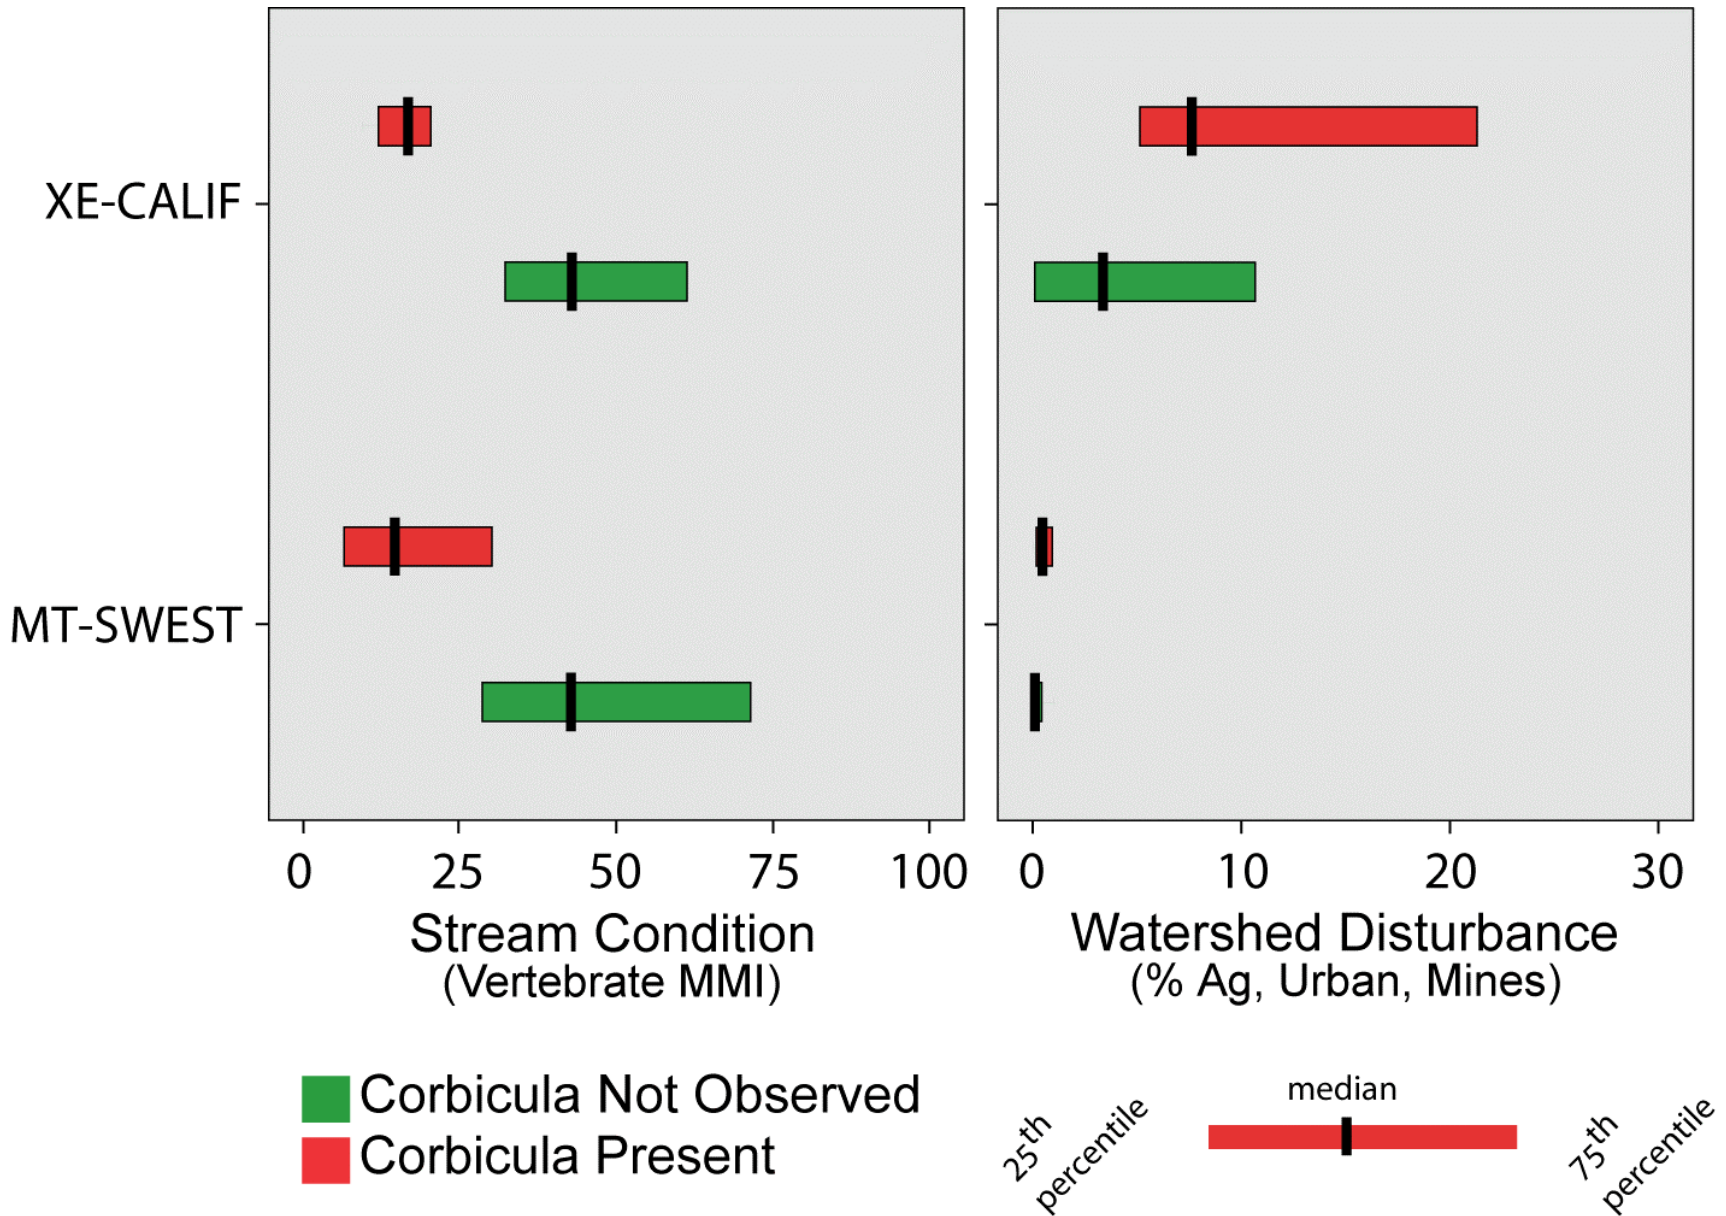 XE-CALIF
MT-SWEST
0 25 50 75 100
0 10 20 30
Stream Condition
(Vertebrate MMI)
Watershed Disturbance
(% Ag, Urban, Mines)
Corbicula Not Observed
Corbicula Present
25th
percentile
median
75th
percentile